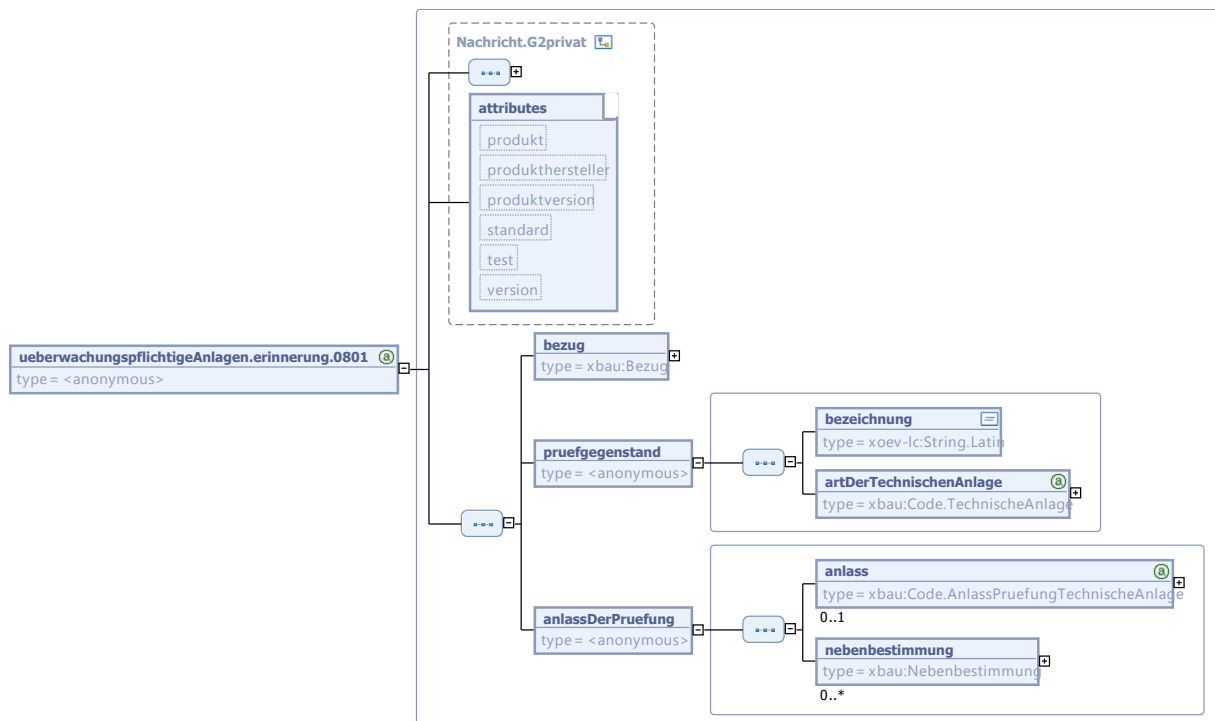 Nachricht.G2privat
attributes
produkt
produkthersteller
produktversion
standard
test
version
ueberwachungspflichtigeAnlagen.erinnerung.0801 a
type = <anonymous>
bezug
type = xbau:Bezug
pruefgegenstand
type = <anonymous>
bezeichnung
type = xoev-lc:String.Latin
artDerTechnischenAnlage a
type = xbau:Code.TechnischeAnlage
anlassDerPruefung
type = <anonymous>
anlass a
type = xbau:Code.AnlassPruefungTechnischeAnlage
0..1
nebenbestimmung
type = xbau:Nebenbestimmung
0..*